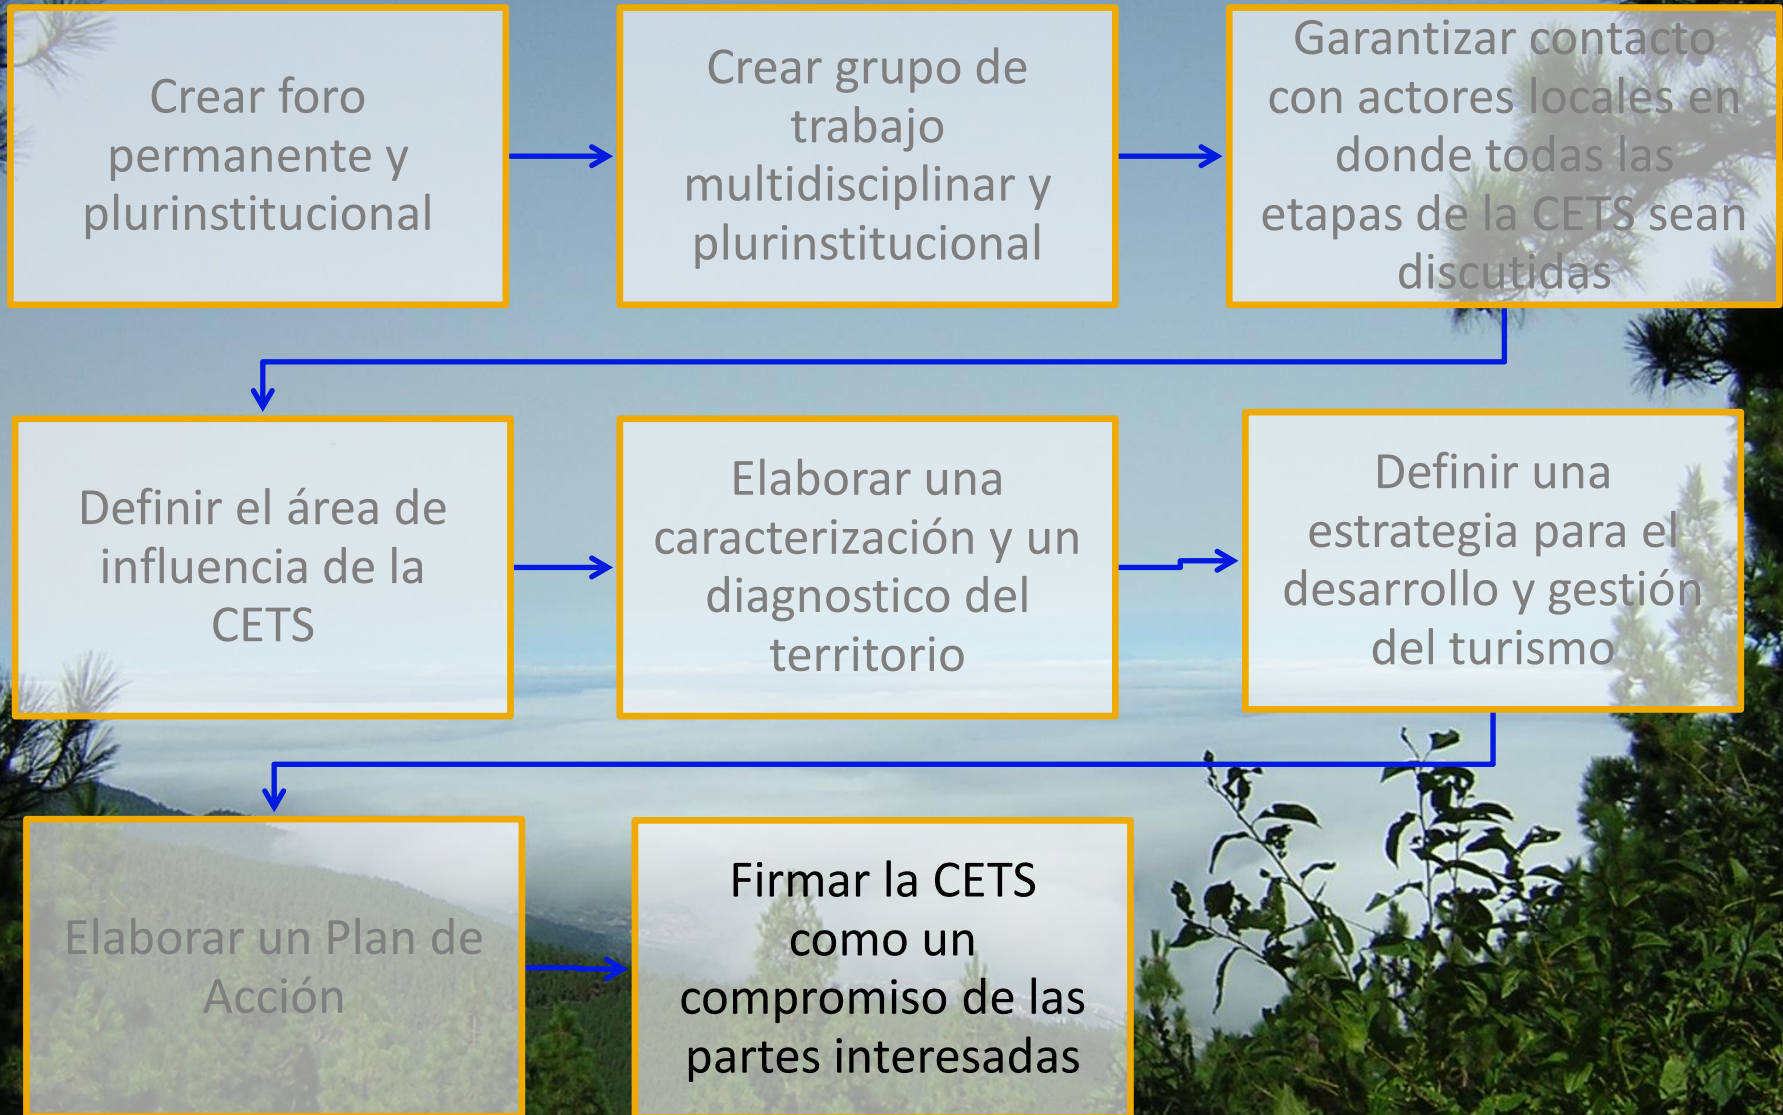 Crear foro
permanente y
plurinstitucional
Crear grupo de
trabajo
multidisciplinar y
plurinstitucional
Garantizar contacto
con actores locales en
donde todas las
etapas de la CETS sean
discutidas
Definir el área de
influencia de la
CETS
Elaborar una
caracterización y un
diagnostico del
territorio
Definir una
estrategia para el
desarrollo y gestión
del turismo
Elaborar un Plan de
Acción
Firmar la CETS
como un
compromiso de las
partes interesadas